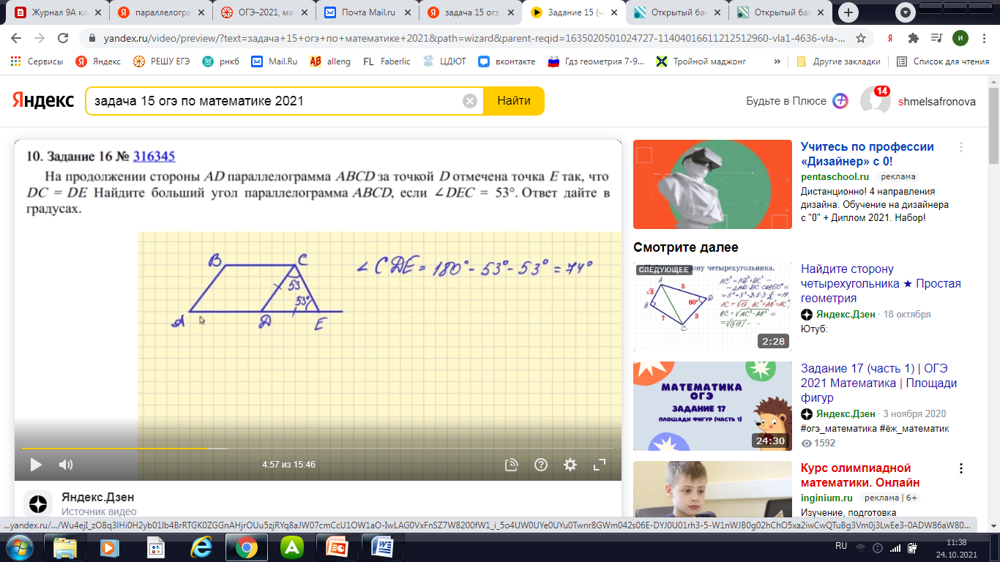 Журнал 9А кл
параллелогра
ОГЭ–2021, ма
Почта Mail.ru
задача 15 огэ
Задание 15 (ч
Открытый бан
Открытый бан
yandex.ru/video/preview/?text=задача+15+огэ+по+математике+2021&path=wizard&parent-reqid=1635020501024727-11404016611212512960-vla1-4636-vla-...
Сервисы
Яндекс
РЕШУ ЕГЭ
рнкб
Mail.Ru
AB alleng
FL Faberlic
ЦДЮТ
вконтакте
Гдз геометрия 7-9...
Тройной маджонг
»
Другие закладки
Список для чтения
Яндекс
задача 15 огэ по математике 2021
Найти
Будьте в Плюсе
14
shmelsafronova
10. Задание 16 № 316345
На продолжении стороны AD параллелограмма ABCD за точкой D отмечена точка E так, что
DC = DE Найдите больший угол параллелограмма ABCD, если ∠DEC = 53°. Ответ дайте в
градусах.
B C
∠CDE = 180° - 53° - 53° = 74°
53
53°
A D E
4:57 из 15:46
Яндекс.Дзен
Источник видео
Учитесь по профессии
«Дизайнер» с 0!
pentaschool.ru реклама
Дистанционно! 4 направления
дизайна. Обучение на дизайнера
с "0" + Диплом 2021. Набор!
Смотрите далее
СЛЕДУЮЩЕЕ
ону четырехугольника.
2:28
Найдите сторону
четырехугольника ★ Простая
геометрия
Яндекс.Дзен · 18 октября
Ютуб:
МАТЕМАТИКА
ОГЭ
ЗАДАНИЕ 17
ПЛОЩАДИ ФИГУР (ЧАСТЬ 1)
24:30
Задание 17 (часть 1) | ОГЭ
2021 Математика | Площади
фигур
Яндекс.Дзен · 3 ноября 2020
#огэ_математика #ёж_математик
1592
Курс олимпиадной
математики. Онлайн
inginium.ru реклама | 6+
Изучение, подготовка
RU
11:38
24.10.2021